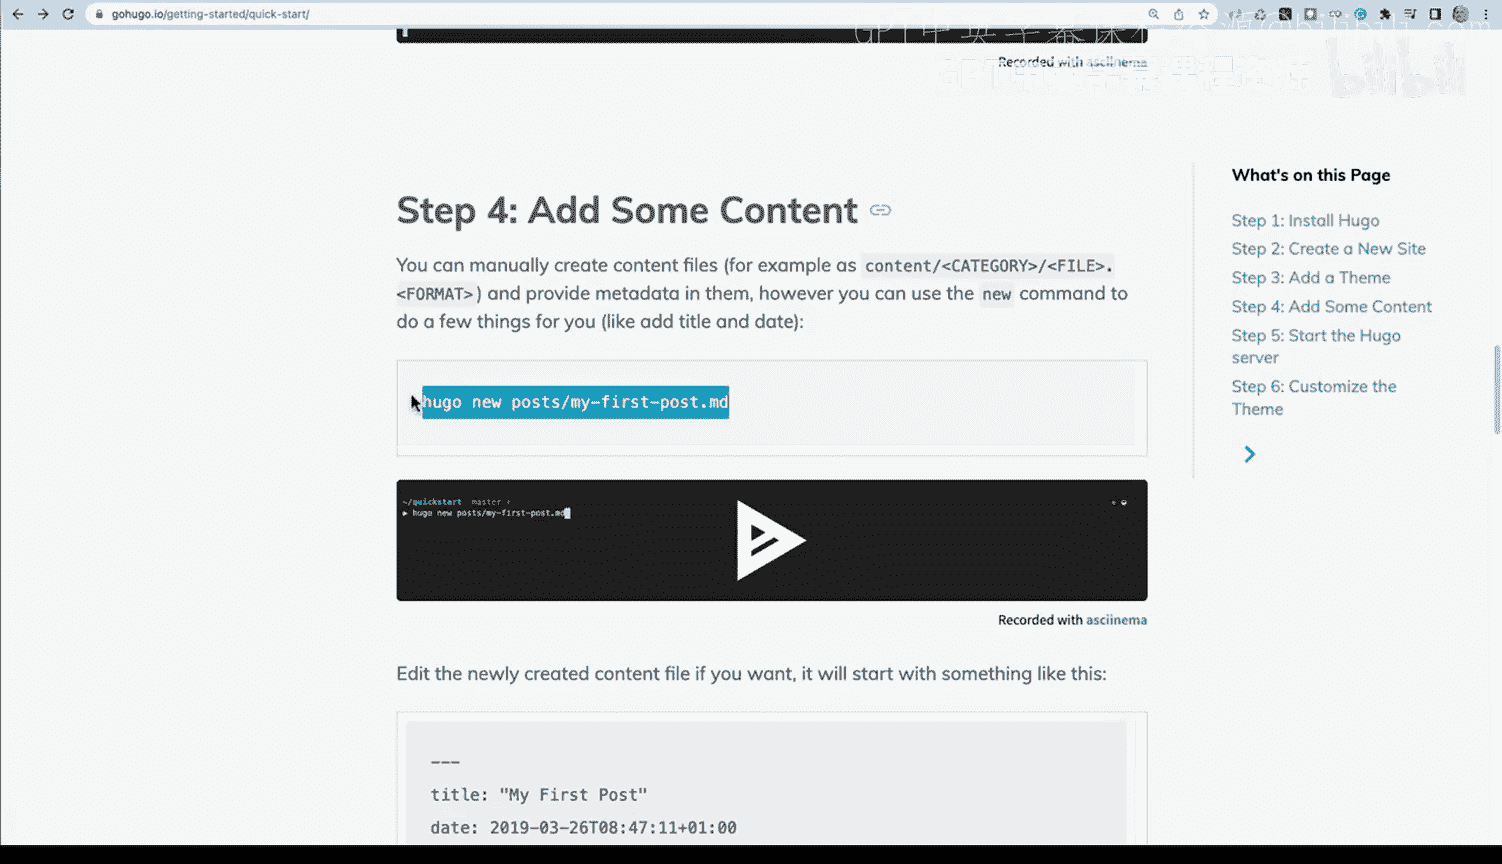 gohugo.io/getting-started/quick-start/
Recorded with asciinema
bilibili
Step 4: Add Some Content
You can manually create content files (for example as content/<CATEGORY>/<FILE>.
<FORMAT>) and provide metadata in them, however you can use the new command to
do a few things for you (like add title and date):
hugo new posts/my-first-post.md
~/quickstart master
▶ hugo new posts/my-first-post.md
Recorded with asciinema
Edit the newly created content file if you want, it will start with something like this:
---
title: "My First Post"
date: 2019-03-26T08:47:11+01:00
What's on this Page
Step 1: Install Hugo
Step 2: Create a New Site
Step 3: Add a Theme
Step 4: Add Some Content
Step 5: Start the Hugo
server
Step 6: Customize the
Theme